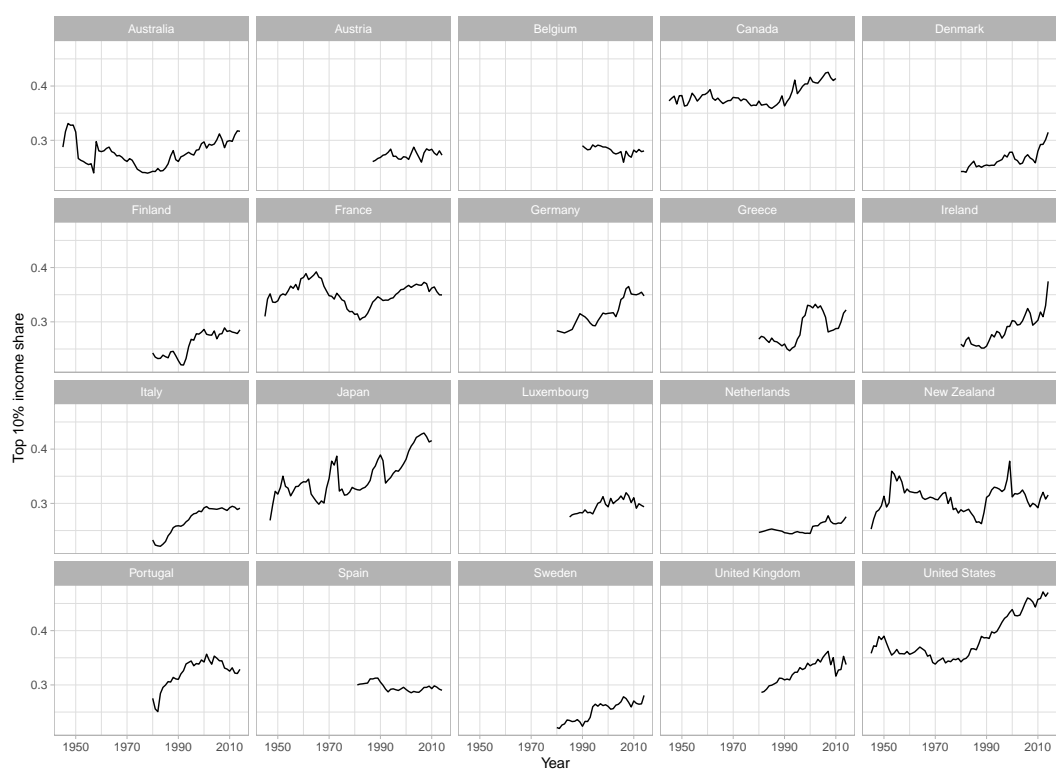 Australia Austria Belgium Canada Denmark
0.4
0.3
Finland France Germany Greece Ireland
0.4
0.3
Top 10% income share
Italy Japan Luxembourg Netherlands New Zealand
0.4
0.3
Portugal Spain Sweden United Kingdom United States
0.4
0.3
1950 1970 1990 2010 1950 1970 1990 2010 1950 1970 1990 2010 1950 1970 1990 2010 1950 1970 1990 2010
Year